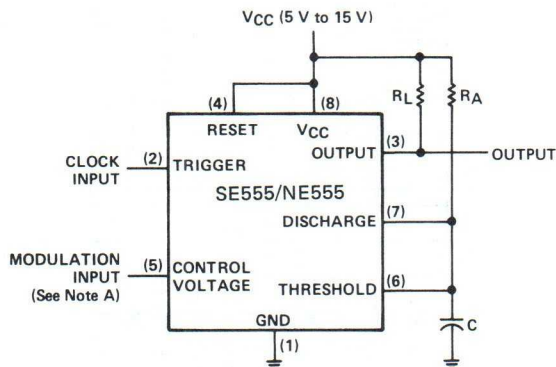 VCC (5 V to 15 V)
RL
RA
(4)
(8)
RESET
VCC
OUTPUT
(3)
OUTPUT
CLOCK
INPUT
(2)
TRIGGER
SE555/NE555
DISCHARGE
(7)
MODULATION
INPUT
(See Note A)
(5)
CONTROL
VOLTAGE
THRESHOLD
(6)
GND
(1)
C